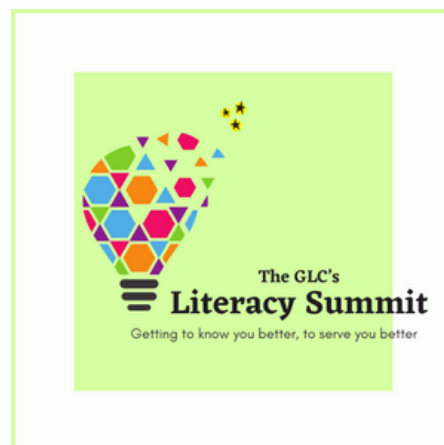 The GLC's
Literacy Summit
Getting to know you better, to serve you better